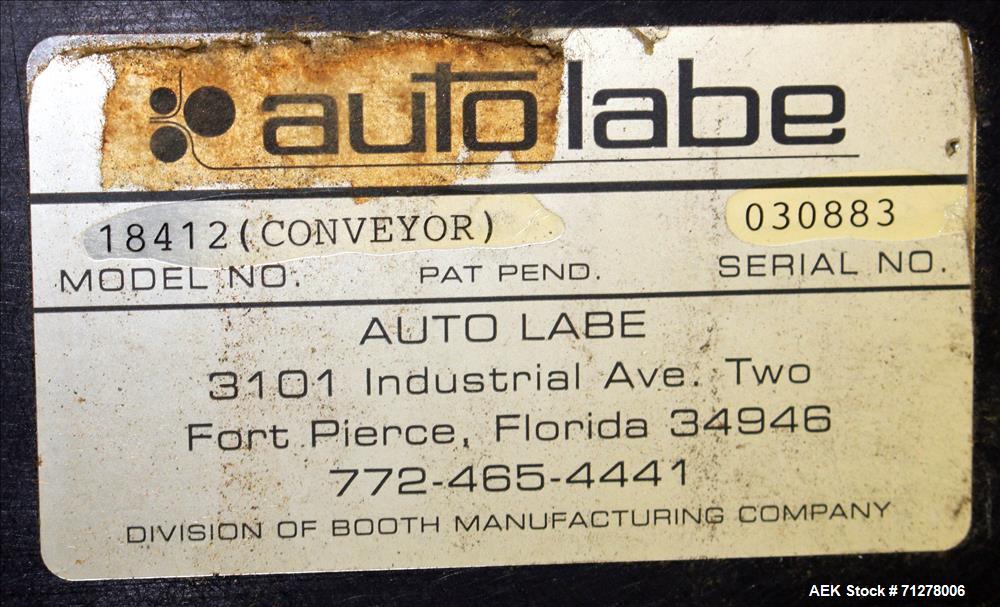 auto labe
18412(CONVEYOR) 030883
MODEL NO. PAT PEND. SERIAL NO.
AUTO LABE
3101 Industrial Ave. Two
Fort Pierce, Florida 34946
772-465-4441
DIVISION OF BOOTH MANUFACTURING COMPANY
AEK Stock # 71278006